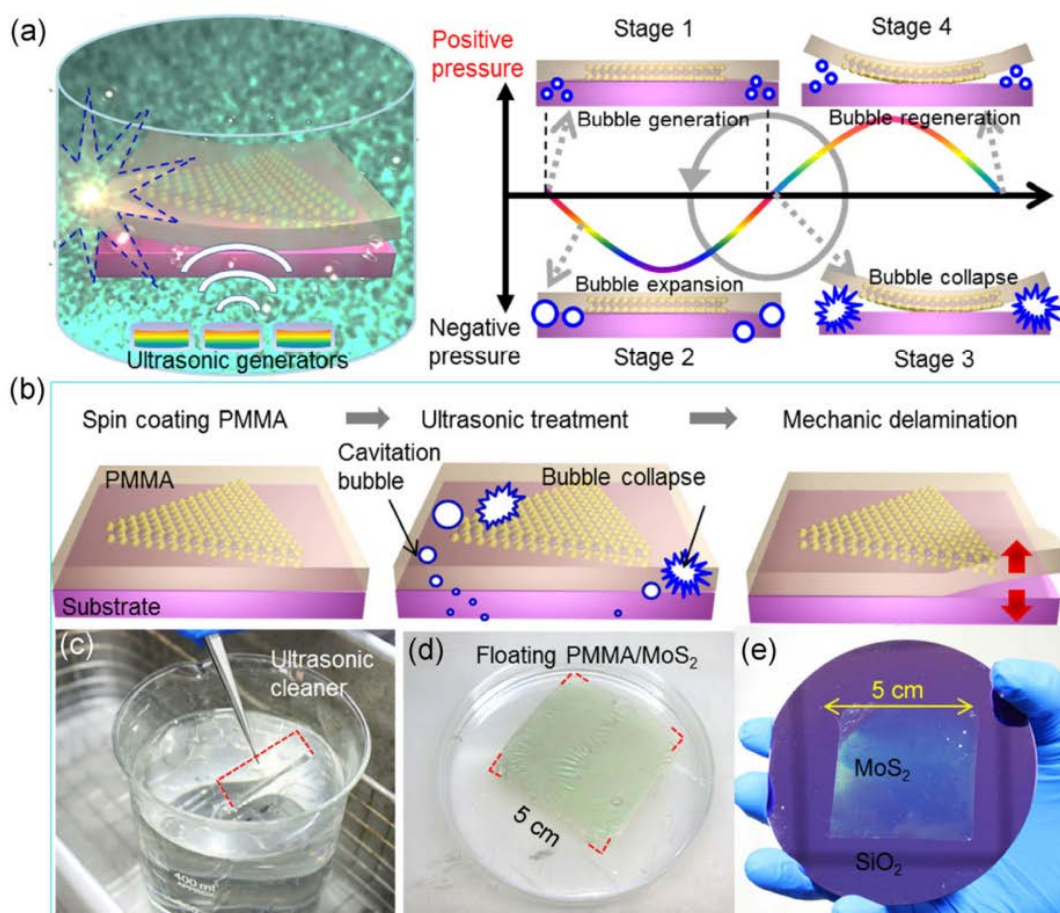 (a)
Ultrasonic generators
Positive
pressure
Negative
pressure
Stage 1
Stage 4
Bubble generation
Bubble regeneration
Bubble expansion
Bubble collapse
Stage 2
Stage 3
(b)
Spin coating PMMA
Ultrasonic treatment
Mechanic delamination
PMMA
Cavitation
bubble
Bubble collapse
Substrate
(c)
Ultrasonic
cleaner
400 ml
(d)
Floating PMMA/MoS₂
5 cm
(e)
5 cm
MoS₂
SiO₂